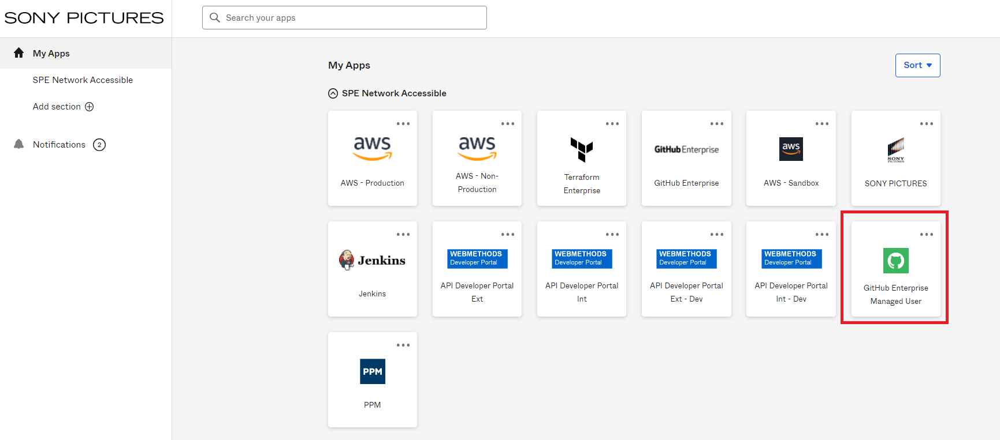 SONY PICTURES
Search your apps
My Apps
SPE Network Accessible
Add section
Notifications 2
My Apps
Sort
SPE Network Accessible
aws
AWS - Production
aws
AWS - Non-
Production
Terraform
Enterprise
GitHub Enterprise
GitHub Enterprise
aws
AWS - Sandbox
SONY
PICTURES
SONY PICTURES
Jenkins
Jenkins
WEBMETHODS
Developer Portal
API Developer Portal
Ext
WEBMETHODS
Developer Portal
API Developer Portal
Int
WEBMETHODS
Developer Portal
API Developer Portal
Ext - Dev
WEBMETHODS
Developer Portal
API Developer Portal
Int - Dev
GitHub Enterprise
Managed User
PPM
PPM